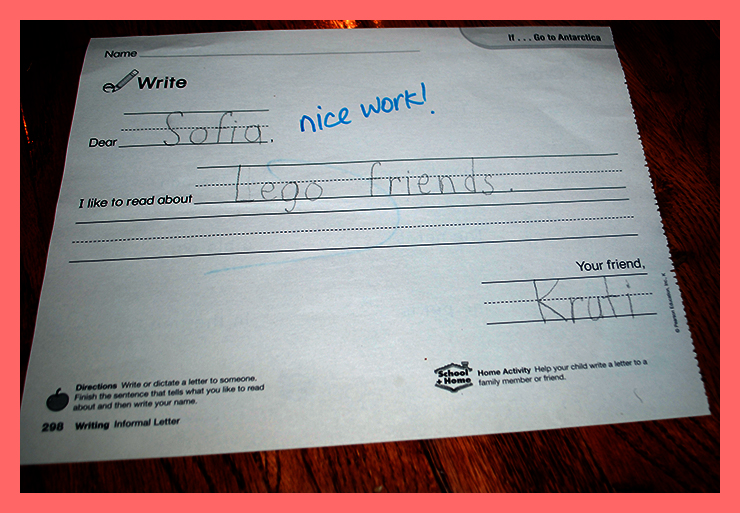 If . . . Go to Antarctica
Name
Write
Dear Sofia,
nice work!
I like to read about Lego friends.
Your friend,
Kruti
Directions Write or dictate a letter to someone.
Finish the sentence that tells what you like to read
about and then write your name.
School + Home
Home Activity Help your child write a letter to a
family member or friend.
298 Writing Informal Letter
© Pearson Education, Inc., K